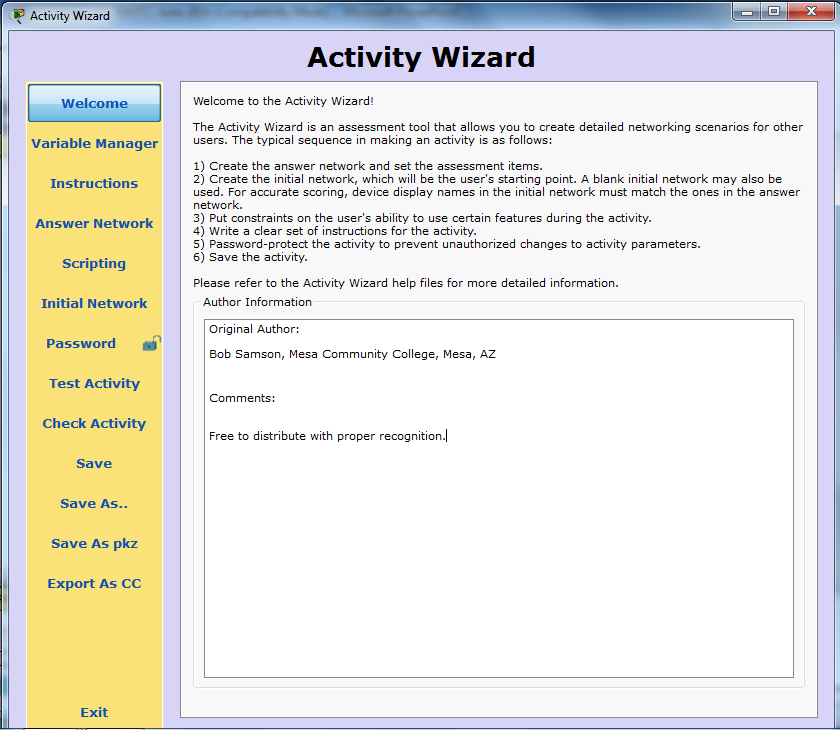 Activity Wizard
Activity Wizard
Welcome
Variable Manager
Instructions
Answer Network
Scripting
Initial Network
Password
Test Activity
Check Activity
Save
Save As..
Save As pkz
Export As CC
Exit
Welcome to the Activity Wizard!
The Activity Wizard is an assessment tool that allows you to create detailed networking scenarios for other
users. The typical sequence in making an activity is as follows:
1) Create the answer network and set the assessment items.
2) Create the initial network, which will be the user's starting point. A blank initial network may also be
used. For accurate scoring, device display names in the initial network must match the ones in the answer
network.
3) Put constraints on the user's ability to use certain features during the activity.
4) Write a clear set of instructions for the activity.
5) Password-protect the activity to prevent unauthorized changes to activity parameters.
6) Save the activity.
Please refer to the Activity Wizard help files for more detailed information.
Author Information
Original Author:
Bob Samson, Mesa Community College, Mesa, AZ
Comments:
Free to distribute with proper recognition.